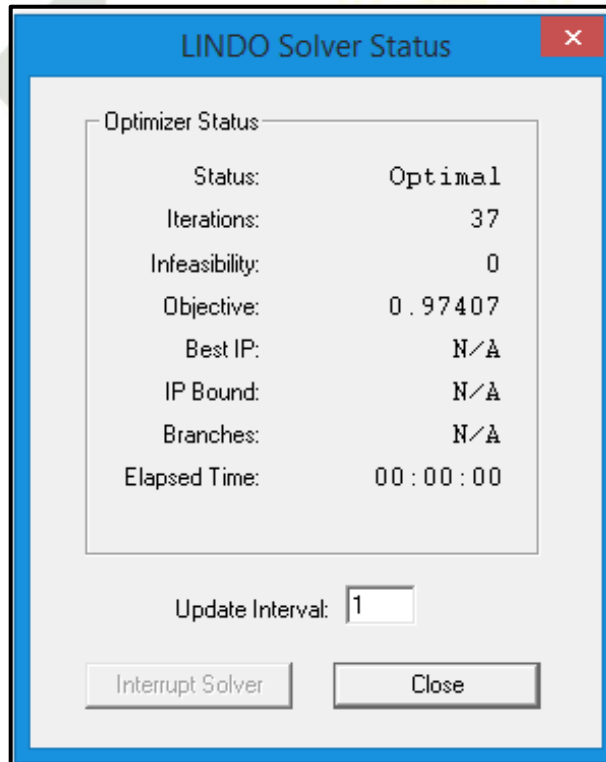 LINDO Solver Status
Optimizer Status
Status: Optimal
Iterations: 37
Infeasibility: 0
Objective: 0.97407
Best IP: N/A
IP Bound: N/A
Branches: N/A
Elapsed Time: 00:00:00
Update Interval: 1
Interrupt Solver Close